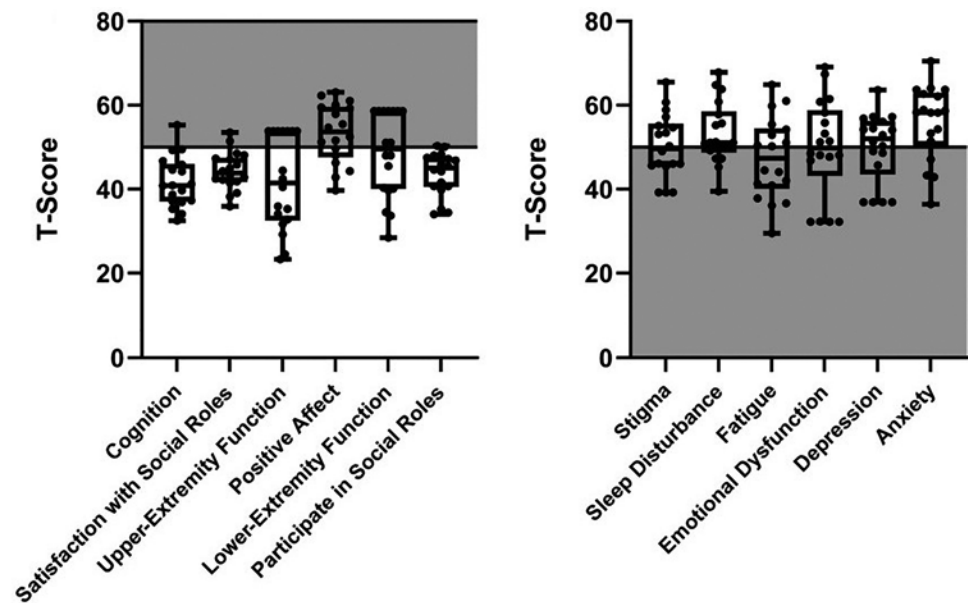 T-Score
80
60
40
20
0
Cognition
Satisfaction with Social Roles
Upper-Extremity Function
Positive Affect
Lower-Extremity Function
Participate in Social Roles
T-Score
80
60
40
20
0
Stigma
Sleep Disturbance
Fatigue
Emotional Dysfunction
Depression
Anxiety